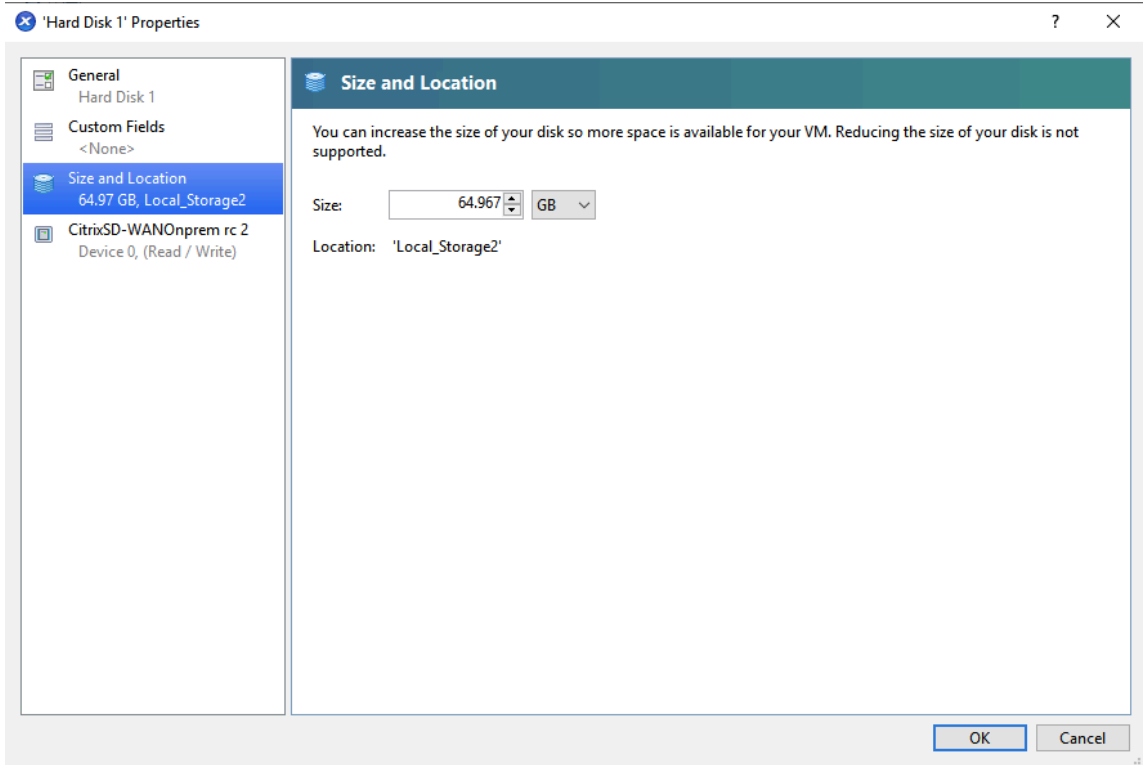 'Hard Disk 1' Properties
?
General
Hard Disk 1
Custom Fields
<None>
Size and Location
64.97 GB, Local_Storage2
CitrixSD-WANOnprem rc 2
Device 0, (Read / Write)
Size and Location
You can increase the size of your disk so more space is available for your VM. Reducing the size of your disk is not
supported.
Size: 64.967 GB
Location: 'Local_Storage2'
OK Cancel